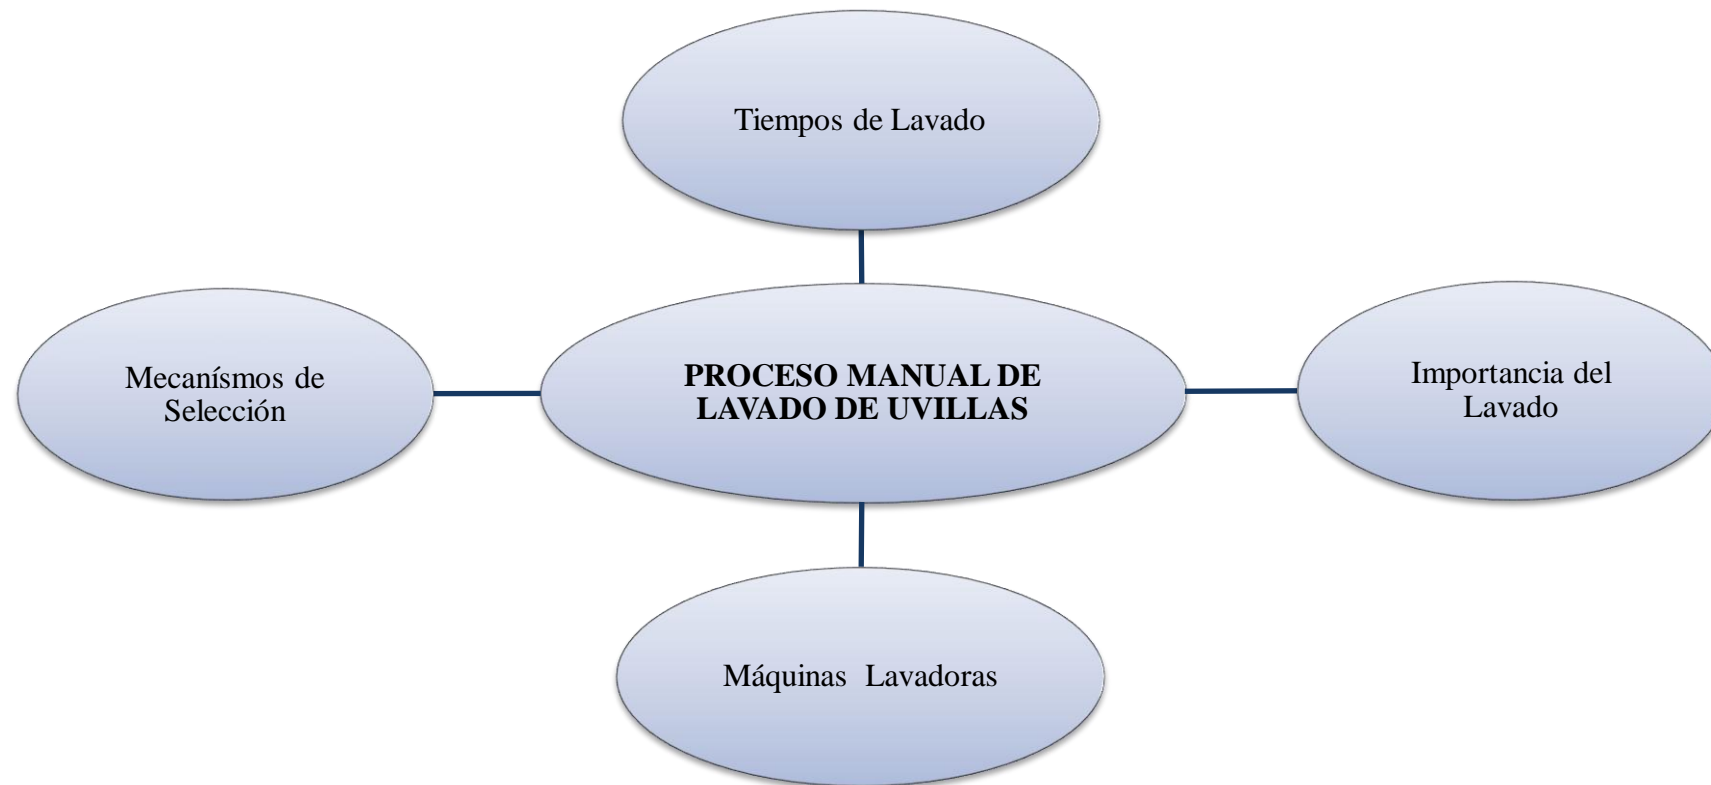 Tiempos de Lavado
Mecanísmos de
Selección
PROCESO MANUAL DE
LAVADO DE UVILLAS
Importancia del
Lavado
Máquinas Lavadoras